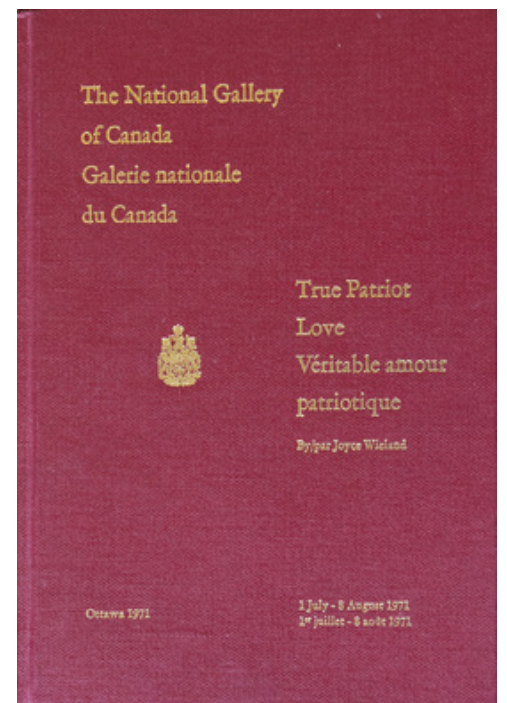 The National Gallery
of Canada
Galerie nationale
du Canada
True Patriot
Love
Véritable amour
patriotique
By/par Joyce Wieland
Ottawa 1971
1 July - 8 August 1971
1er juillet - 8 août 1971